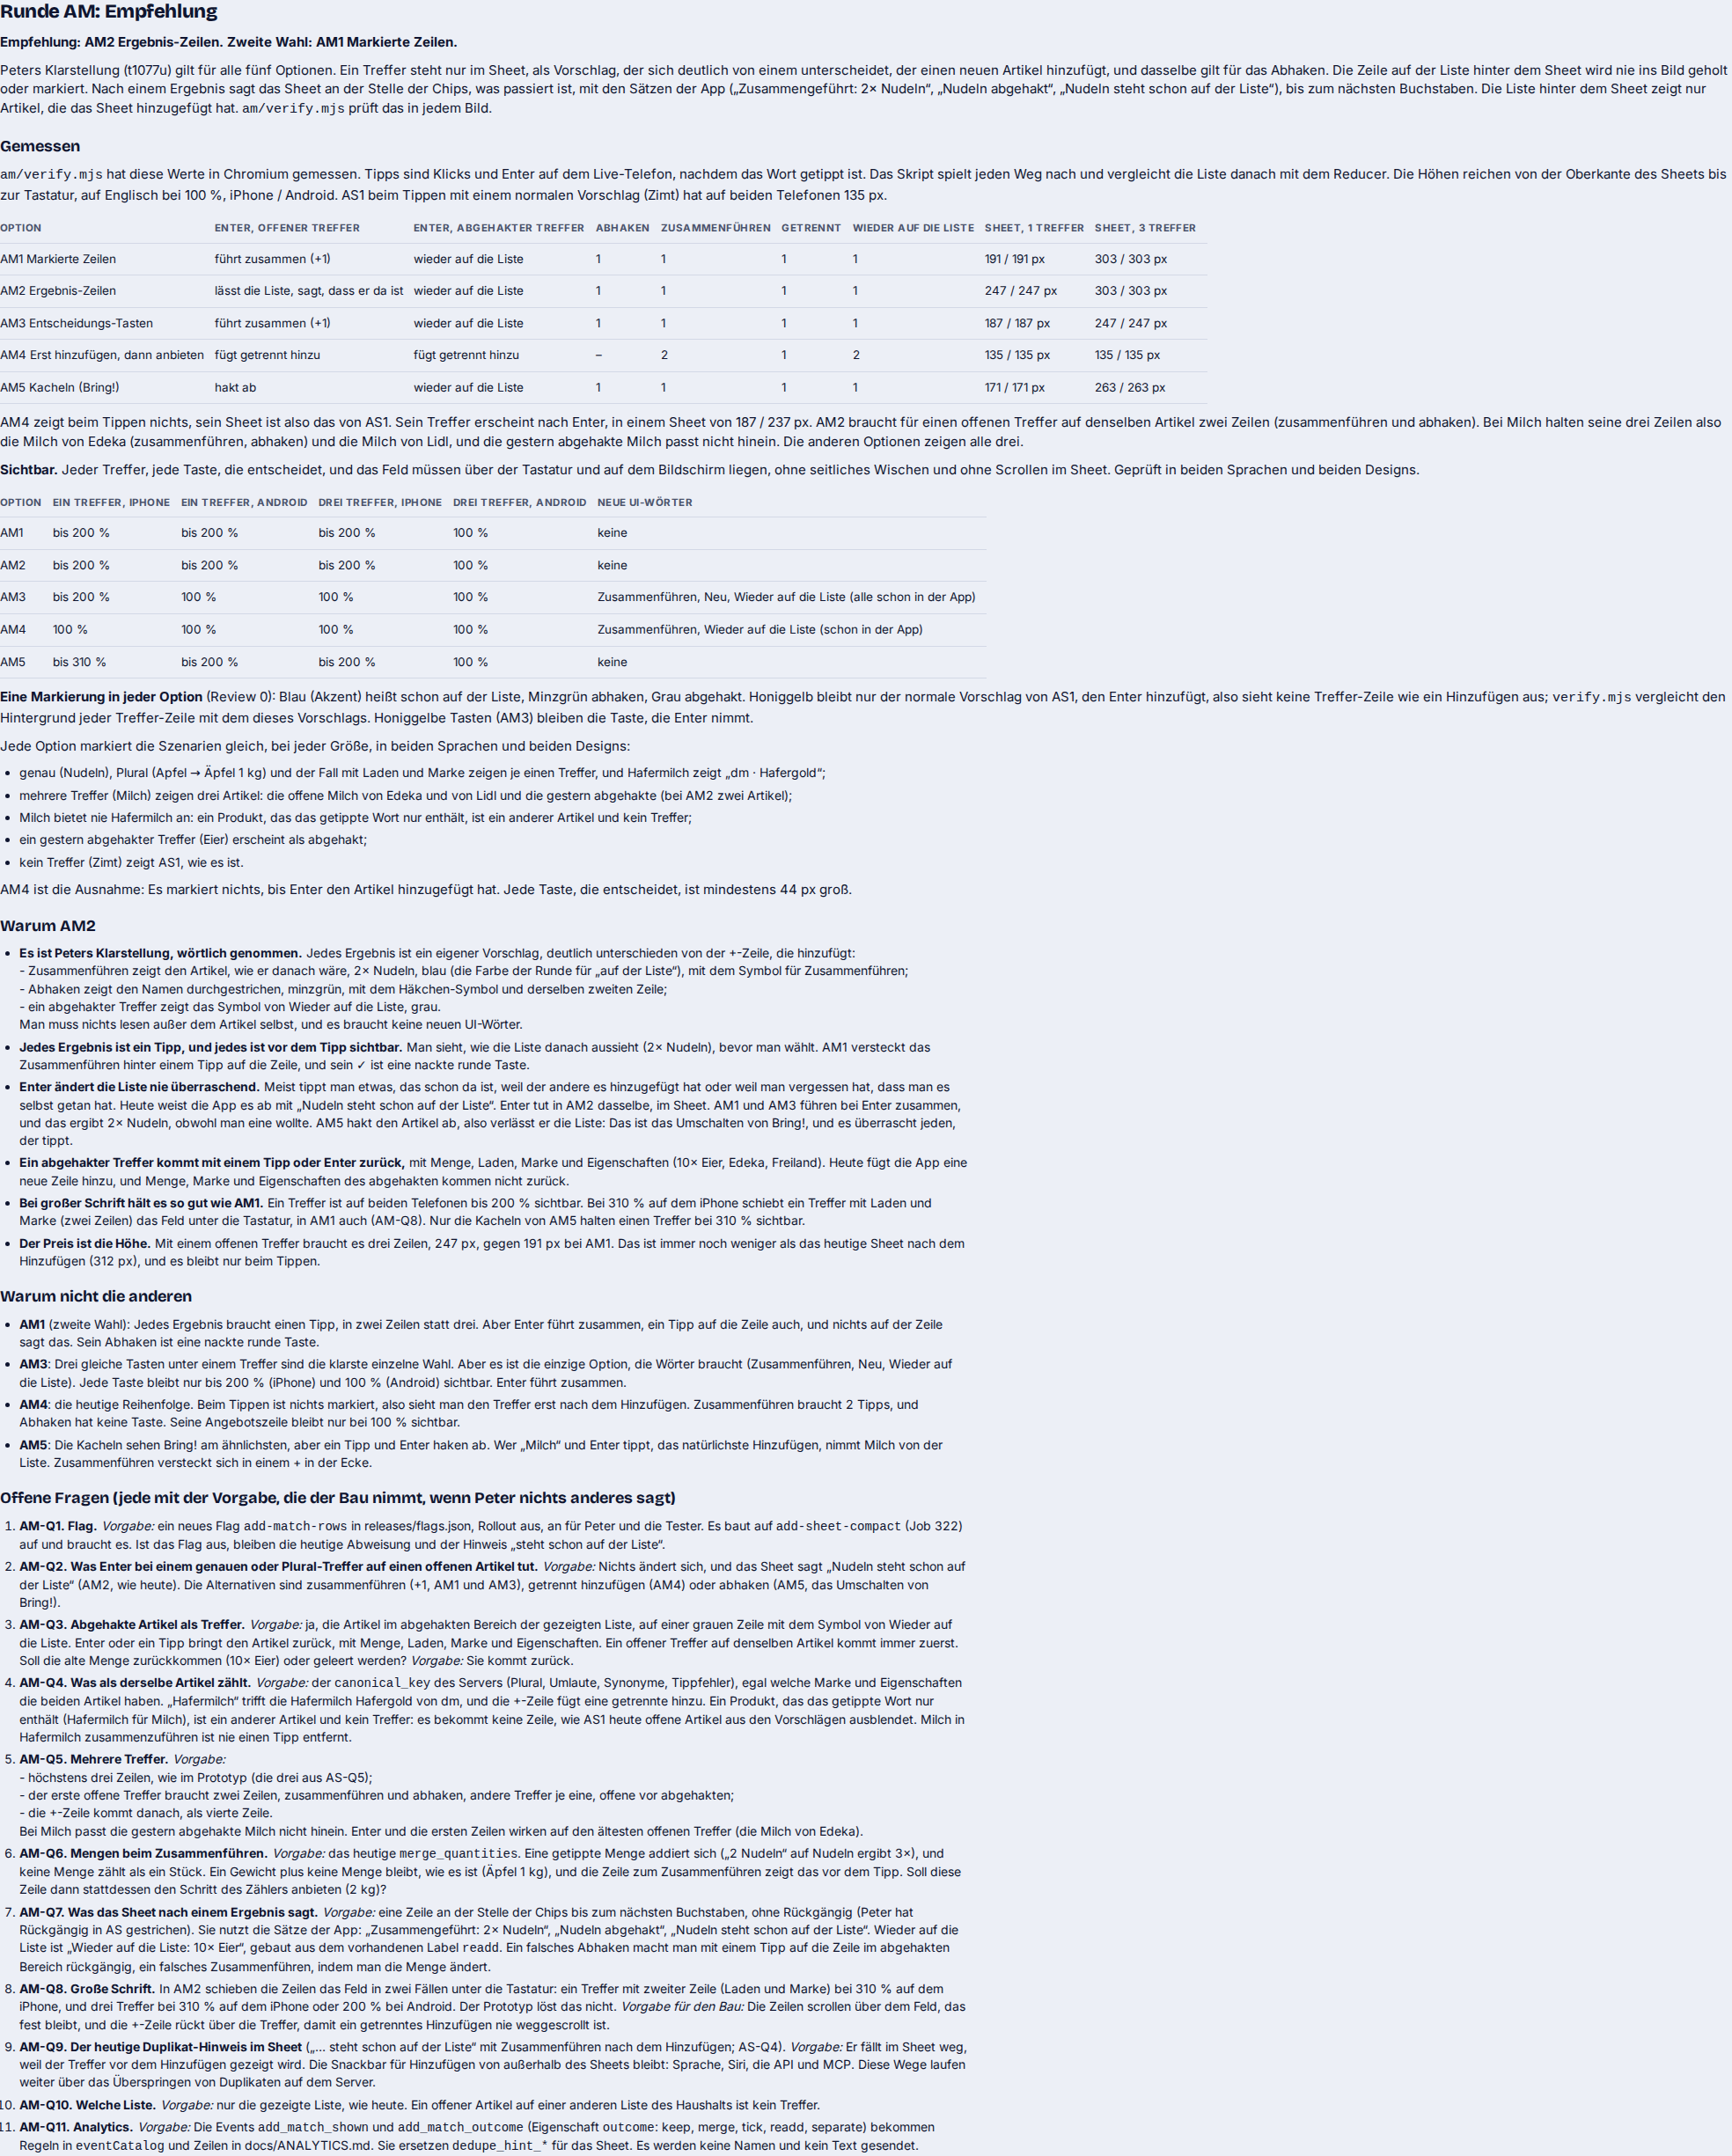 Runde AM: Empfehlung
Empfehlung: AM2 Ergebnis-Zeilen. Zweite Wahl: AM1 Markierte Zeilen.
Peters Klarstellung (t1077u) gilt für alle fünf Optionen. Ein Treffer steht nur im Sheet, als Vorschlag, der sich deutlich von einem unterscheidet, der einen neuen Artikel hinzufügt, und dasselbe gilt für das Abhaken. Die Zeile auf der Liste hinter dem Sheet wird nie ins Bild geholt
oder markiert. Nach einem Ergebnis sagt das Sheet an der Stelle der Chips, was passiert ist, mit den Sätzen der App („Zusammengeführt: 2× Nudeln“, „Nudeln abgehakt“, „Nudeln steht schon auf der Liste“), bis zum nächsten Buchstaben. Die Liste hinter dem Sheet zeigt nur
Artikel, die das Sheet hinzugefügt hat. am/verify.mjs prüft das in jedem Bild.
Gemessen
am/verify.mjs hat diese Werte in Chromium gemessen. Tipps sind Klicks und Enter auf dem Live-Telefon, nachdem das Wort getippt ist. Das Skript spielt jeden Weg nach und vergleicht die Liste danach mit dem Reducer. Die Höhen reichen von der Oberkante des Sheets bis
zur Tastatur, auf Englisch bei 100 %, iPhone / Android. AS1 beim Tippen mit einem normalen Vorschlag (Zimt) hat auf beiden Telefonen 135 px.
OPTION ENTER, OFFENER TREFFER ENTER, ABGEHAKTER TREFFER ABHAKEN ZUSAMMENFÜHREN GETRENNT WIEDER AUF DIE LISTE SHEET, 1 TREFFER SHEET, 3 TREFFER
AM1 Markierte Zeilen führt zusammen (+1) wieder auf die Liste 1 1 1 1 191 / 191 px 303 / 303 px
AM2 Ergebnis-Zeilen lässt die Liste, sagt, dass er da ist wieder auf die Liste 1 1 1 1 247 / 247 px 303 / 303 px
AM3 Entscheidungs-Tasten führt zusammen (+1) wieder auf die Liste 1 1 1 1 187 / 187 px 247 / 247 px
AM4 Erst hinzufügen, dann anbieten fügt getrennt hinzu fügt getrennt hinzu – 2 1 2 135 / 135 px 135 / 135 px
AM5 Kacheln (Bring!) hakt ab wieder auf die Liste 1 1 1 1 171 / 171 px 263 / 263 px
AM4 zeigt beim Tippen nichts, sein Sheet ist also das von AS1. Sein Treffer erscheint nach Enter, in einem Sheet von 187 / 237 px. AM2 braucht für einen offenen Treffer auf denselben Artikel zwei Zeilen (zusammenführen und abhaken). Bei Milch halten seine drei Zeilen also
die Milch von Edeka (zusammenführen, abhaken) und die Milch von Lidl, und die gestern abgehakte Milch passt nicht hinein. Die anderen Optionen zeigen alle drei.
Sichtbar. Jeder Treffer, jede Taste, die entscheidet, und das Feld müssen über der Tastatur und auf dem Bildschirm liegen, ohne seitliches Wischen und ohne Scrollen im Sheet. Geprüft in beiden Sprachen und beiden Designs.
OPTION EIN TREFFER, IPHONE EIN TREFFER, ANDROID DREI TREFFER, IPHONE DREI TREFFER, ANDROID NEUE UI-WÖRTER
AM1 bis 200 % bis 200 % bis 200 % 100 % keine
AM2 bis 200 % bis 200 % bis 200 % 100 % keine
AM3 bis 200 % 100 % 100 % 100 % Zusammenführen, Neu, Wieder auf die Liste (alle schon in der App)
AM4 100 % 100 % 100 % 100 % Zusammenführen, Wieder auf die Liste (schon in der App)
AM5 bis 310 % bis 200 % bis 200 % 100 % keine
Eine Markierung in jeder Option (Review 0): Blau (Akzent) heißt schon auf der Liste, Minzgrün abhaken, Grau abgehakt. Honiggelb bleibt nur der normale Vorschlag von AS1, den Enter hinzufügt, also sieht keine Treffer-Zeile wie ein Hinzufügen aus; verify.mjs vergleicht den
Hintergrund jeder Treffer-Zeile mit dem dieses Vorschlags. Honiggelbe Tasten (AM3) bleiben die Taste, die Enter nimmt.
Jede Option markiert die Szenarien gleich, bei jeder Größe, in beiden Sprachen und beiden Designs:
• genau (Nudeln), Plural (Apfel → Äpfel 1 kg) und der Fall mit Laden und Marke zeigen je einen Treffer, und Hafermilch zeigt „dm · Hafergold“;
• mehrere Treffer (Milch) zeigen drei Artikel: die offene Milch von Edeka und von Lidl und die gestern abgehakte (bei AM2 zwei Artikel);
• Milch bietet nie Hafermilch an: ein Produkt, das das getippte Wort nur enthält, ist ein anderer Artikel und kein Treffer;
• ein gestern abgehakter Treffer (Eier) erscheint als abgehakt;
• kein Treffer (Zimt) zeigt AS1, wie es ist.
AM4 ist die Ausnahme: Es markiert nichts, bis Enter den Artikel hinzugefügt hat. Jede Taste, die entscheidet, ist mindestens 44 px groß.
Warum AM2
• Es ist Peters Klarstellung, wörtlich genommen. Jedes Ergebnis ist ein eigener Vorschlag, deutlich unterschieden von der +-Zeile, die hinzufügt:
- Zusammenführen zeigt den Artikel, wie er danach wäre, 2× Nudeln, blau (die Farbe der Runde für „auf der Liste“), mit dem Symbol für Zusammenführen;
- Abhaken zeigt den Namen durchgestrichen, minzgrün, mit dem Häkchen-Symbol und derselben zweiten Zeile;
- ein abgehakter Treffer zeigt das Symbol von Wieder auf die Liste, grau.
Man muss nichts lesen außer dem Artikel selbst, und es braucht keine neuen UI-Wörter.
• Jedes Ergebnis ist ein Tipp, und jedes ist vor dem Tipp sichtbar. Man sieht, wie die Liste danach aussieht (2× Nudeln), bevor man wählt. AM1 versteckt das
Zusammenführen hinter einem Tipp auf die Zeile, und sein ✓ ist eine nackte runde Taste.
• Enter ändert die Liste nie überraschend. Meist tippt man etwas, das schon da ist, weil der andere es hinzugefügt hat oder weil man vergessen hat, dass man es
selbst getan hat. Heute weist die App es ab mit „Nudeln steht schon auf der Liste“. Enter tut in AM2 dasselbe, im Sheet. AM1 und AM3 führen bei Enter zusammen,
und das ergibt 2× Nudeln, obwohl man eine wollte. AM5 hakt den Artikel ab, also verlässt er die Liste: Das ist das Umschalten von Bring!, und es überrascht jeden,
der tippt.
• Ein abgehakter Treffer kommt mit einem Tipp oder Enter zurück, mit Menge, Laden, Marke und Eigenschaften (10× Eier, Edeka, Freiland). Heute fügt die App eine
neue Zeile hinzu, und Menge, Marke und Eigenschaften des abgehakten kommen nicht zurück.
• Bei großer Schrift hält es so gut wie AM1. Ein Treffer ist auf beiden Telefonen bis 200 % sichtbar. Bei 310 % auf dem iPhone schiebt ein Treffer mit Laden und
Marke (zwei Zeilen) das Feld unter die Tastatur, in AM1 auch (AM-Q8). Nur die Kacheln von AM5 halten einen Treffer bei 310 % sichtbar.
• Der Preis ist die Höhe. Mit einem offenen Treffer braucht es drei Zeilen, 247 px, gegen 191 px bei AM1. Das ist immer noch weniger als das heutige Sheet nach dem
Hinzufügen (312 px), und es bleibt nur beim Tippen.
Warum nicht die anderen
• AM1 (zweite Wahl): Jedes Ergebnis braucht einen Tipp, in zwei Zeilen statt drei. Aber Enter führt zusammen, ein Tipp auf die Zeile auch, und nichts auf der Zeile
sagt das. Sein Abhaken ist eine nackte runde Taste.
• AM3: Drei gleiche Tasten unter einem Treffer sind die klarste einzelne Wahl. Aber es ist die einzige Option, die Wörter braucht (Zusammenführen, Neu, Wieder auf
die Liste). Jede Taste bleibt nur bis 200 % (iPhone) und 100 % (Android) sichtbar. Enter führt zusammen.
• AM4: die heutige Reihenfolge. Beim Tippen ist nichts markiert, also sieht man den Treffer erst nach dem Hinzufügen. Zusammenführen braucht 2 Tipps, und
Abhaken hat keine Taste. Seine Angebotszeile bleibt nur bei 100 % sichtbar.
• AM5: Die Kacheln sehen Bring! am ähnlichsten, aber ein Tipp und Enter haken ab. Wer „Milch“ und Enter tippt, das natürlichste Hinzufügen, nimmt Milch von der
Liste. Zusammenführen versteckt sich in einem + in der Ecke.
Offene Fragen (jede mit der Vorgabe, die der Bau nimmt, wenn Peter nichts anderes sagt)
1. AM-Q1. Flag. Vorgabe: ein neues Flag add-match-rows in releases/flags.json, Rollout aus, an für Peter und die Tester. Es baut auf add-sheet-compact (Job 322)
auf und braucht es. Ist das Flag aus, bleiben die heutige Abweisung und der Hinweis „steht schon auf der Liste“.
2. AM-Q2. Was Enter bei einem genauen oder Plural-Treffer auf einen offenen Artikel tut. Vorgabe: Nichts ändert sich, und das Sheet sagt „Nudeln steht schon auf
der Liste“ (AM2, wie heute). Die Alternativen sind zusammenführen (+1, AM1 und AM3), getrennt hinzufügen (AM4) oder abhaken (AM5, das Umschalten von
Bring!).
3. AM-Q3. Abgehakte Artikel als Treffer. Vorgabe: ja, die Artikel im abgehakten Bereich der gezeigten Liste, auf einer grauen Zeile mit dem Symbol von Wieder auf
die Liste. Enter oder ein Tipp bringt den Artikel zurück, mit Menge, Laden, Marke und Eigenschaften. Ein offener Treffer auf denselben Artikel kommt immer zuerst.
Soll die alte Menge zurückkommen (10× Eier) oder geleert werden? Vorgabe: Sie kommt zurück.
4. AM-Q4. Was als derselbe Artikel zählt. Vorgabe: der canonical_key des Servers (Plural, Umlaute, Synonyme, Tippfehler), egal welche Marke und Eigenschaften
die beiden Artikel haben. „Hafermilch“ trifft die Hafermilch Hafergold von dm, und die +-Zeile fügt eine getrennte hinzu. Ein Produkt, das das getippte Wort nur
enthält (Hafermilch für Milch), ist ein anderer Artikel und kein Treffer: es bekommt keine Zeile, wie AS1 heute offene Artikel aus den Vorschlägen ausblendet. Milch in
Hafermilch zusammenzuführen ist nie einen Tipp entfernt.
5. AM-Q5. Mehrere Treffer. Vorgabe:
- höchstens drei Zeilen, wie im Prototyp (die drei aus AS-Q5);
- der erste offene Treffer braucht zwei Zeilen, zusammenführen und abhaken, andere Treffer je eine, offene vor abgehakten;
- die +-Zeile kommt danach, als vierte Zeile.
Bei Milch passt die gestern abgehakte Milch nicht hinein. Enter und die ersten Zeilen wirken auf den ältesten offenen Treffer (die Milch von Edeka).
6. AM-Q6. Mengen beim Zusammenführen. Vorgabe: das heutige merge_quantities. Eine getippte Menge addiert sich („2 Nudeln“ auf Nudeln ergibt 3×), und
keine Menge zählt als ein Stück. Ein Gewicht plus keine Menge bleibt, wie es ist (Äpfel 1 kg), und die Zeile zum Zusammenführen zeigt das vor dem Tipp. Soll diese
Zeile dann stattdessen den Schritt des Zählers anbieten (2 kg)?
7. AM-Q7. Was das Sheet nach einem Ergebnis sagt. Vorgabe: eine Zeile an der Stelle der Chips bis zum nächsten Buchstaben, ohne Rückgängig (Peter hat
Rückgängig in AS gestrichen). Sie nutzt die Sätze der App: „Zusammengeführt: 2× Nudeln“, „Nudeln abgehakt“, „Nudeln steht schon auf der Liste“. Wieder auf die
Liste ist „Wieder auf die Liste: 10× Eier“, gebaut aus dem vorhandenen Label readd. Ein falsches Abhaken macht man mit einem Tipp auf die Zeile im abgehakten
Bereich rückgängig, ein falsches Zusammenführen, indem man die Menge ändert.
8. AM-Q8. Große Schrift. In AM2 schieben die Zeilen das Feld in zwei Fällen unter die Tastatur: ein Treffer mit zweiter Zeile (Laden und Marke) bei 310 % auf dem
iPhone, und drei Treffer bei 310 % auf dem iPhone oder 200 % bei Android. Der Prototyp löst das nicht. Vorgabe für den Bau: Die Zeilen scrollen über dem Feld, das
fest bleibt, und die +-Zeile rückt über die Treffer, damit ein getrenntes Hinzufügen nie weggescrollt ist.
9. AM-Q9. Der heutige Duplikat-Hinweis im Sheet („… steht schon auf der Liste“ mit Zusammenführen nach dem Hinzufügen; AS-Q4). Vorgabe: Er fällt im Sheet weg,
weil der Treffer vor dem Hinzufügen gezeigt wird. Die Snackbar für Hinzufügen von außerhalb des Sheets bleibt: Sprache, Siri, die API und MCP. Diese Wege laufen
weiter über das Überspringen von Duplikaten auf dem Server.
10. AM-Q10. Welche Liste. Vorgabe: nur die gezeigte Liste, wie heute. Ein offener Artikel auf einer anderen Liste des Haushalts ist kein Treffer.
11. AM-Q11. Analytics. Vorgabe: Die Events add_match_shown und add_match_outcome (Eigenschaft outcome: keep, merge, tick, readd, separate) bekommen
Regeln in eventCatalog und Zeilen in docs/ANALYTICS.md. Sie ersetzen dedupe_hint_* für das Sheet. Es werden keine Namen und kein Text gesendet.